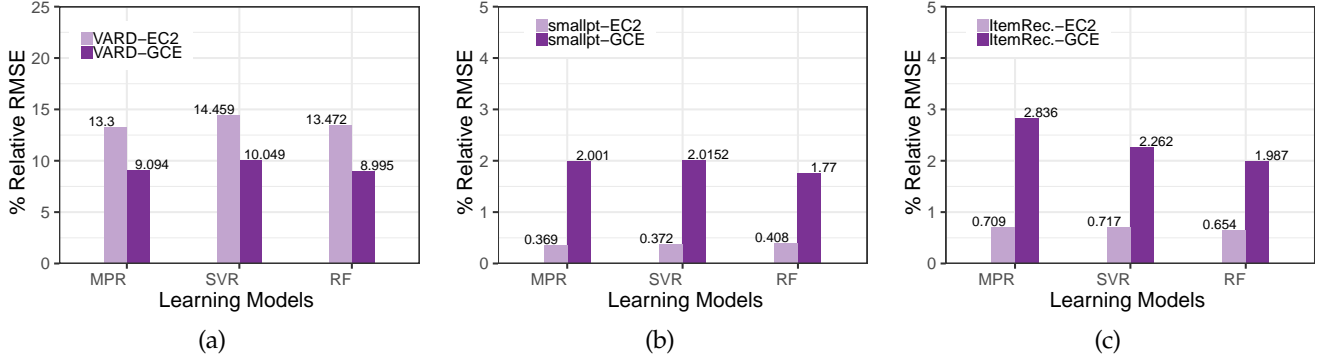 % Relative RMSE
25
20
15
10
5
0
VARD−EC2
VARD−GCE
13.3
9.094
14.459
10.049
13.472
8.995
MPR
SVR
RF
Learning Models
(a)
% Relative RMSE
5
4
3
2
1
0
smallpt−EC2
smallpt−GCE
0.369
2.001
0.372
2.0152
0.408
1.77
MPR
SVR
RF
Learning Models
(b)
% Relative RMSE
5
4
3
2
1
0
ItemRec.−EC2
ItemRec.−GCE
0.709
2.836
0.717
2.262
0.654
1.987
MPR
SVR
RF
Learning Models
(c)